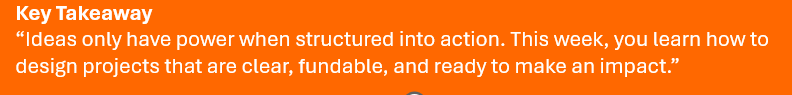 Key Takeaway
“Ideas only have power when structured into action. This week, you learn how to
design projects that are clear, fundable, and ready to make an impact.”